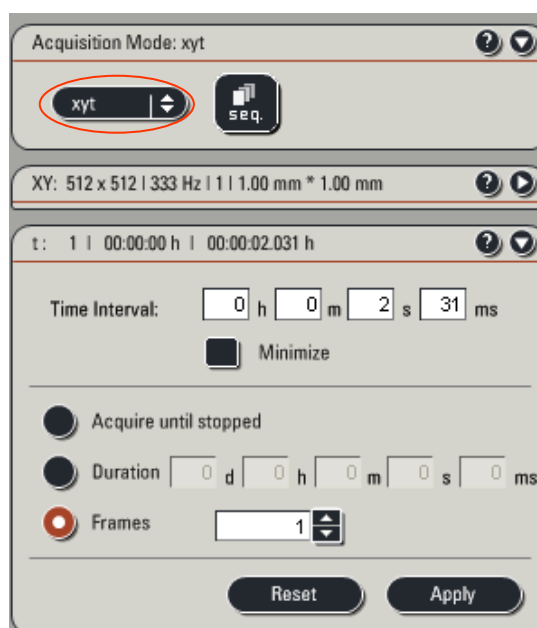 Acquisition Mode: xyt ?
xyt seq.
XY: 512 x 512 | 333 Hz | 1 | 1.00 mm * 1.00 mm ?
t: 1 | 00:00:00 h | 00:00:02.031 h ?
Time Interval: 0 h 0 m 2 s 31 ms
Minimize
Acquire until stopped
Duration 0 d 0 h 0 m 0 s 0 ms
Frames 1
Reset Apply